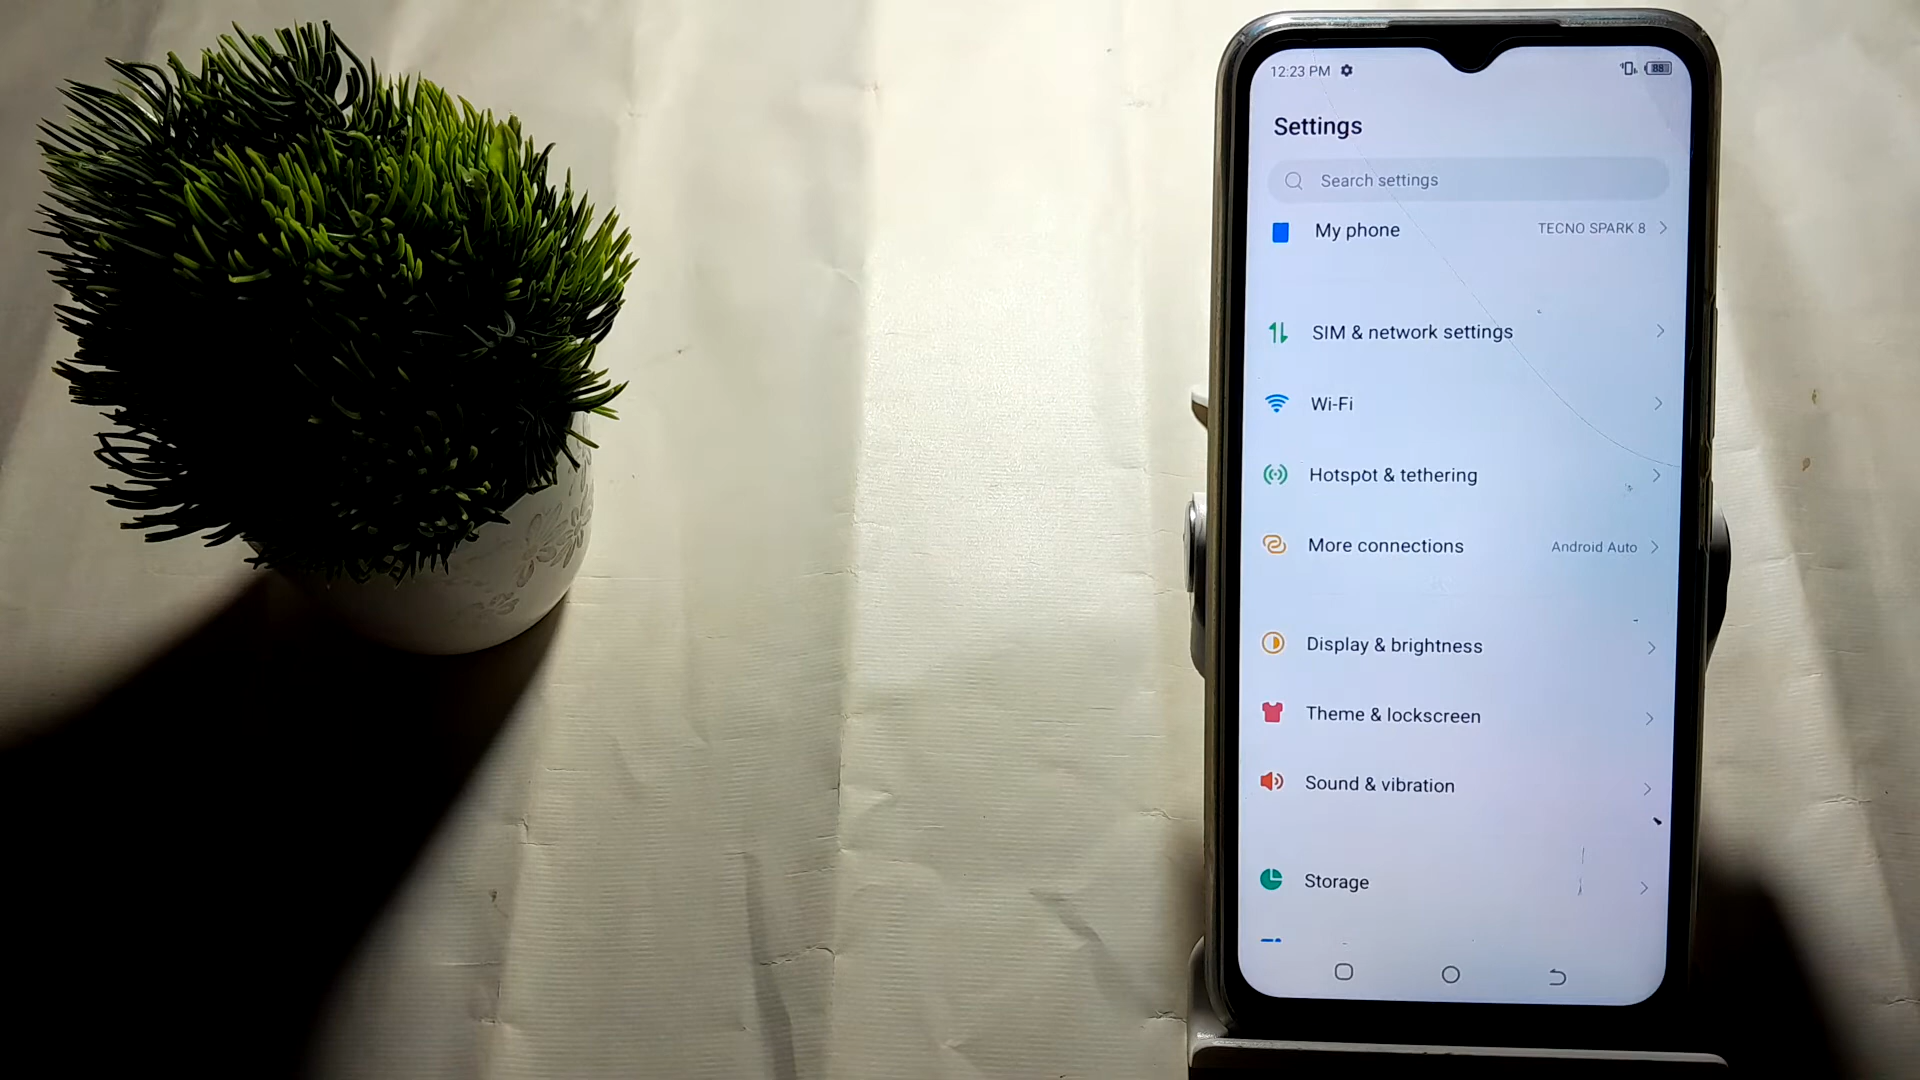 12:23 PM
88
Settings
Search settings
My phone TECNO SPARK 8
SIM & network settings
Wi-Fi
Hotspot & tethering
More connections Android Auto
Display & brightness
Theme & lockscreen
Sound & vibration
Storage